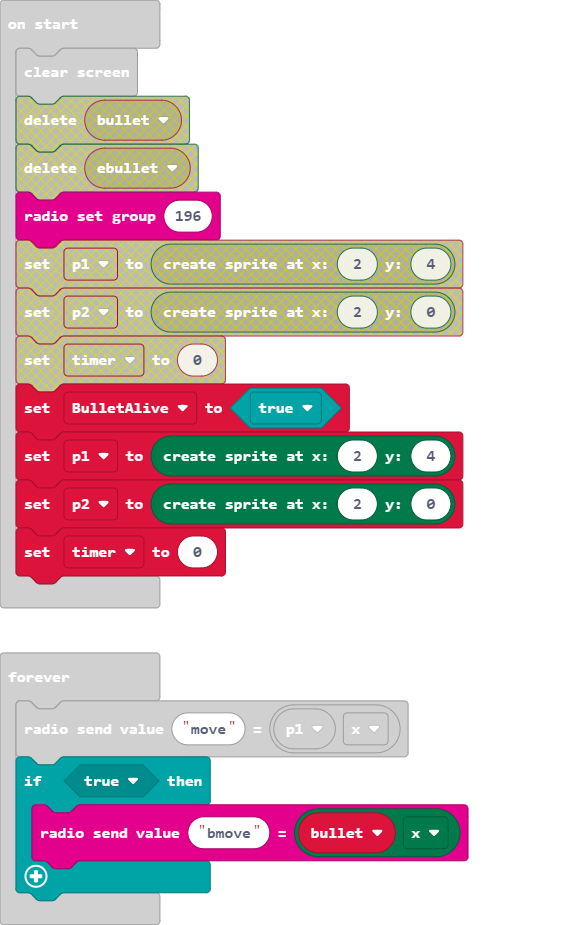 on start
clear screen
delete bullet
delete ebullet
radio set group 196
set p1 to create sprite at x: 2 y: 4
set p2 to create sprite at x: 2 y: 0
set timer to 0
set BulletAlive to true
set p1 to create sprite at x: 2 y: 4
set p2 to create sprite at x: 2 y: 0
set timer to 0
forever
radio send value "move" = p1 x
if true then
radio send value "bmove" = bullet x